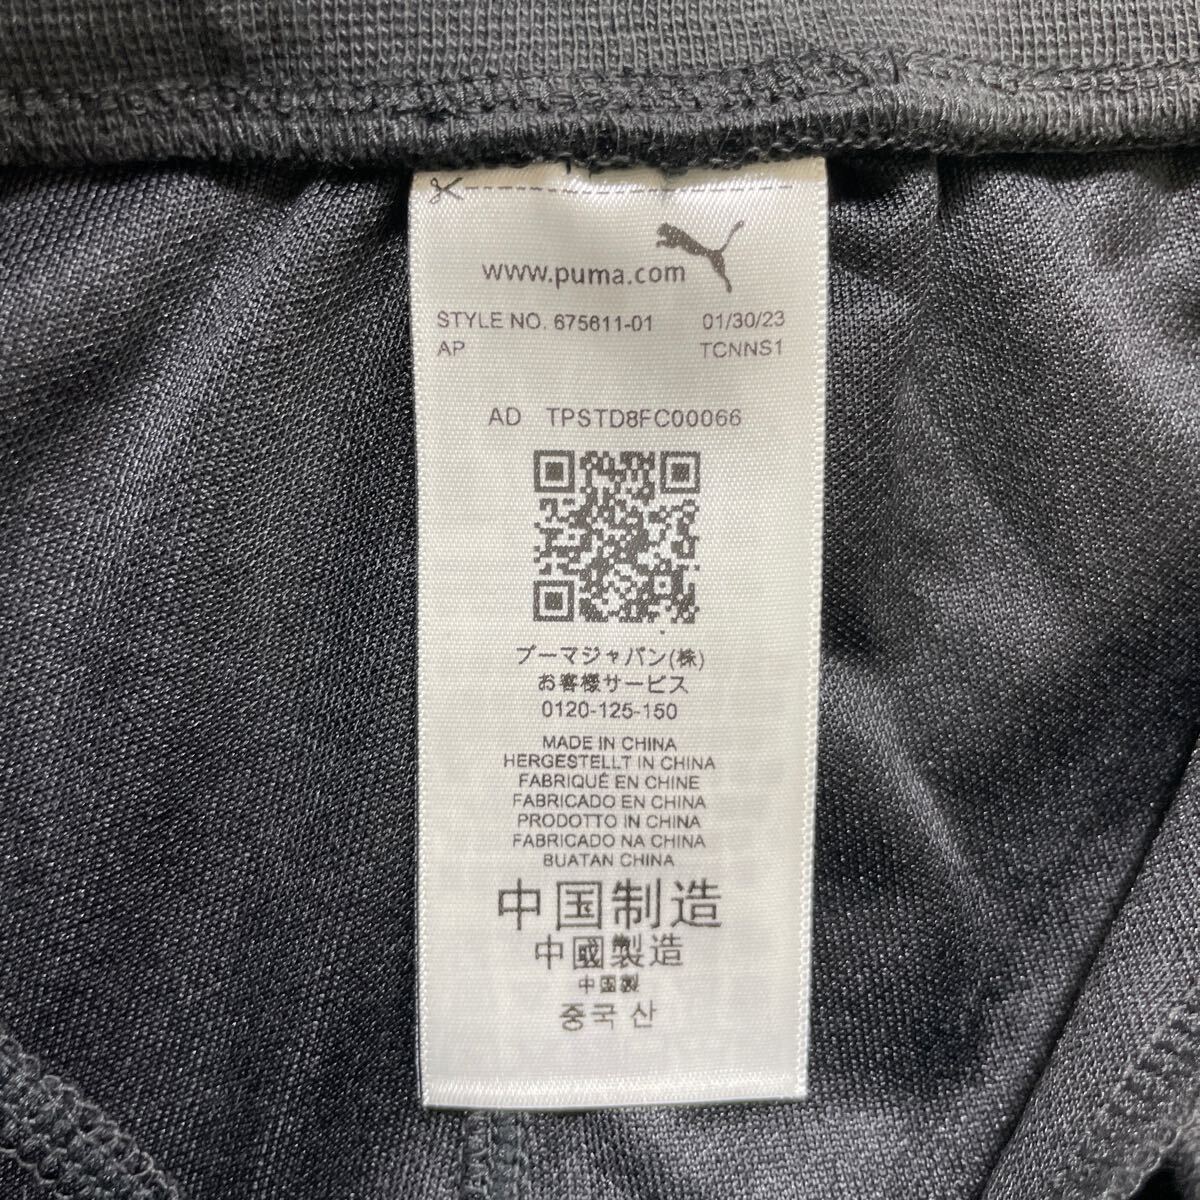 www.puma.com
STYLE NO. 675611-01 01/30/23
AP TCNNS1
AD TPSTD8FC00066
プーマジャパン(株)
お客様サービス
0120-125-150
MADE IN CHINA
HERGESTELLT IN CHINA
FABRIQUÉ EN CHINE
FABRICADO EN CHINA
PRODOTTO IN CHINA
FABRICADO NA CHINA
BUATAN CHINA
中国制造
中國製造
中国製
중국 산